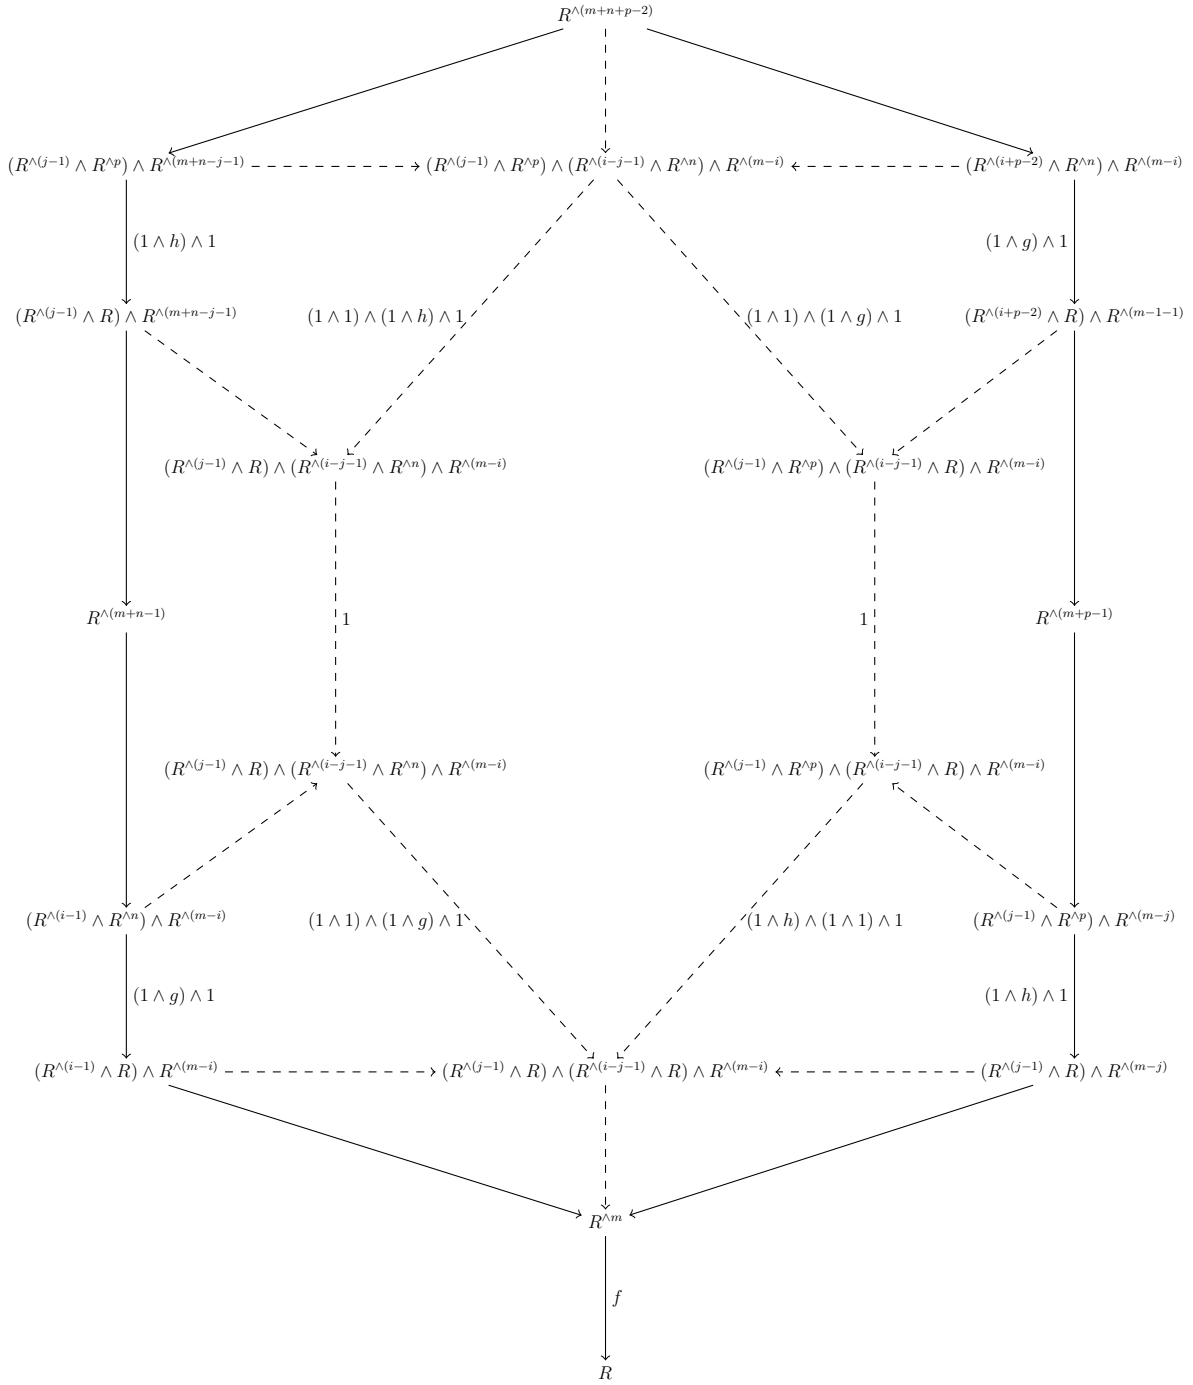 R^{∧(m+n+p−2)}
(R^{∧(j−1)} ∧ R^{∧p}) ∧ R^{∧(m+n−j−1)} (R^{∧(j−1)} ∧ R^{∧p}) ∧ (R^{∧(i−j−1)} ∧ R^{∧n}) ∧ R^{∧(m−i)} (R^{∧(i+p−2)} ∧ R^{∧n}) ∧ R^{∧(m−i)}
(1 ∧ h) ∧ 1 (1 ∧ g) ∧ 1
(R^{∧(j−1)} ∧ R) ∧ R^{∧(m+n−j−1)} (1 ∧ 1) ∧ (1 ∧ h) ∧ 1 (1 ∧ 1) ∧ (1 ∧ g) ∧ 1 (R^{∧(i+p−2)} ∧ R) ∧ R^{∧(m−1−1)}
(R^{∧(j−1)} ∧ R) ∧ (R^{∧(i−j−1)} ∧ R^{∧n}) ∧ R^{∧(m−i)} (R^{∧(j−1)} ∧ R^{∧p}) ∧ (R^{∧(i−j−1)} ∧ R) ∧ R^{∧(m−i)}
R^{∧(m+n−1)} 1 1 R^{∧(m+p−1)}
(R^{∧(j−1)} ∧ R) ∧ (R^{∧(i−j−1)} ∧ R^{∧n}) ∧ R^{∧(m−i)} (R^{∧(j−1)} ∧ R^{∧p}) ∧ (R^{∧(i−j−1)} ∧ R) ∧ R^{∧(m−i)}
(R^{∧(i−1)} ∧ R^{∧n}) ∧ R^{∧(m−i)} (1 ∧ 1) ∧ (1 ∧ g) ∧ 1 (1 ∧ h) ∧ (1 ∧ 1) ∧ 1 (R^{∧(j−1)} ∧ R^{∧p}) ∧ R^{∧(m−j)}
(1 ∧ g) ∧ 1 (1 ∧ h) ∧ 1
(R^{∧(i−1)} ∧ R) ∧ R^{∧(m−i)} (R^{∧(j−1)} ∧ R) ∧ (R^{∧(i−j−1)} ∧ R) ∧ R^{∧(m−i)} (R^{∧(j−1)} ∧ R) ∧ R^{∧(m−j)}
R^{∧m}
f
R